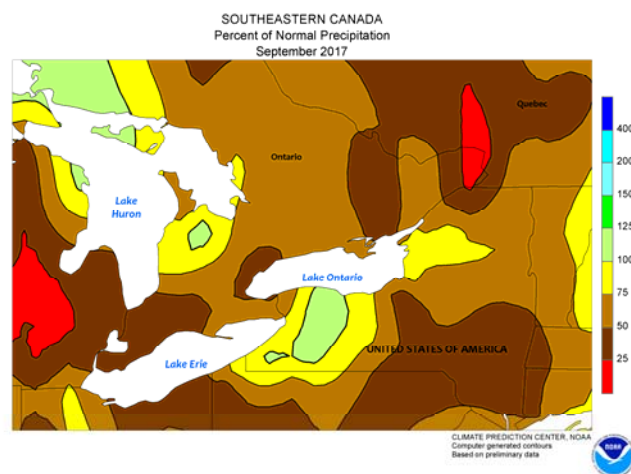 SOUTHEASTERN CANADA
Percent of Normal Precipitation
September 2017
Quebec
Ontario
Lake
Huron
Lake Ontario
Lake Erie
UNITED STATES OF AMERICA
400
200
150
125
100
75
50
25
CLIMATE PREDICTION CENTER, NOAA
Computer generated contours
Based on preliminary data
NOAA